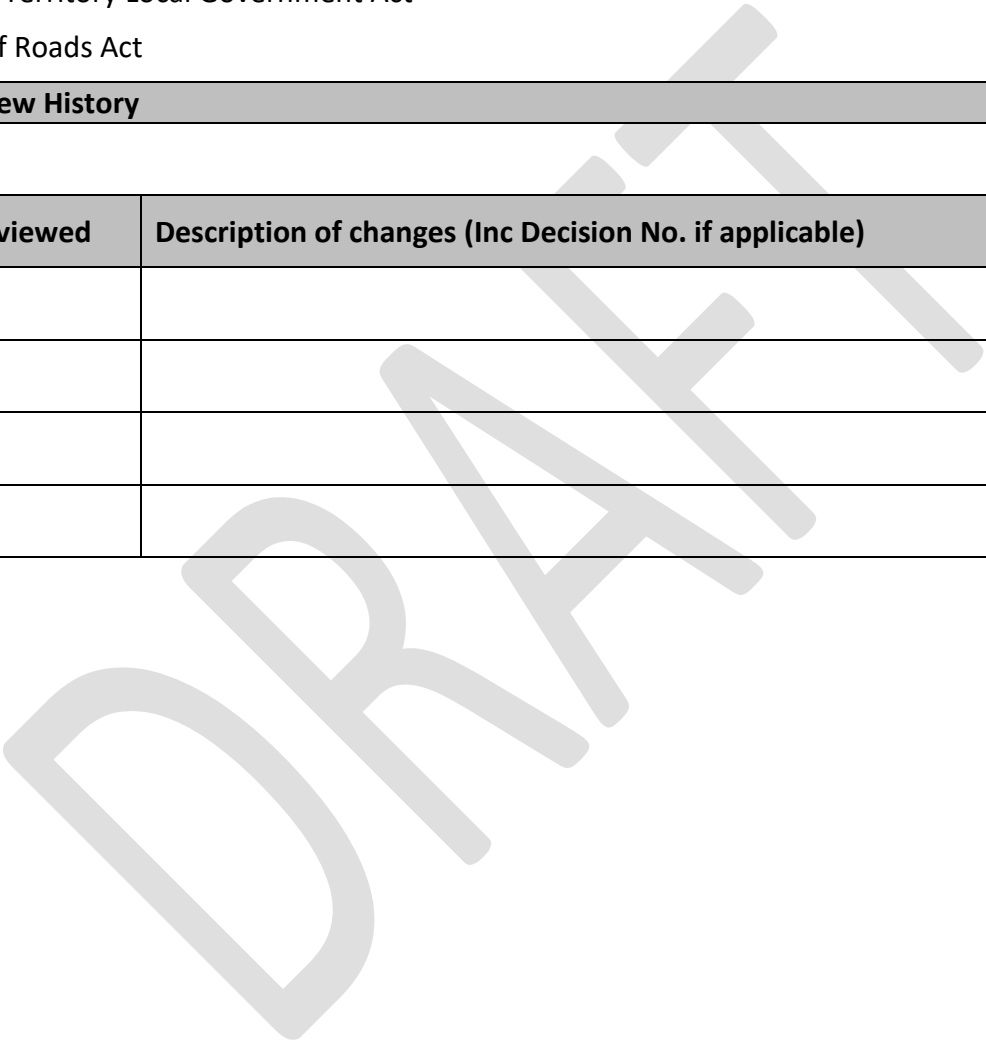 Territory Local Government Act
f Roads Act
ew History
viewed
Description of changes (Inc Decision No. if applicable)
DRAFT